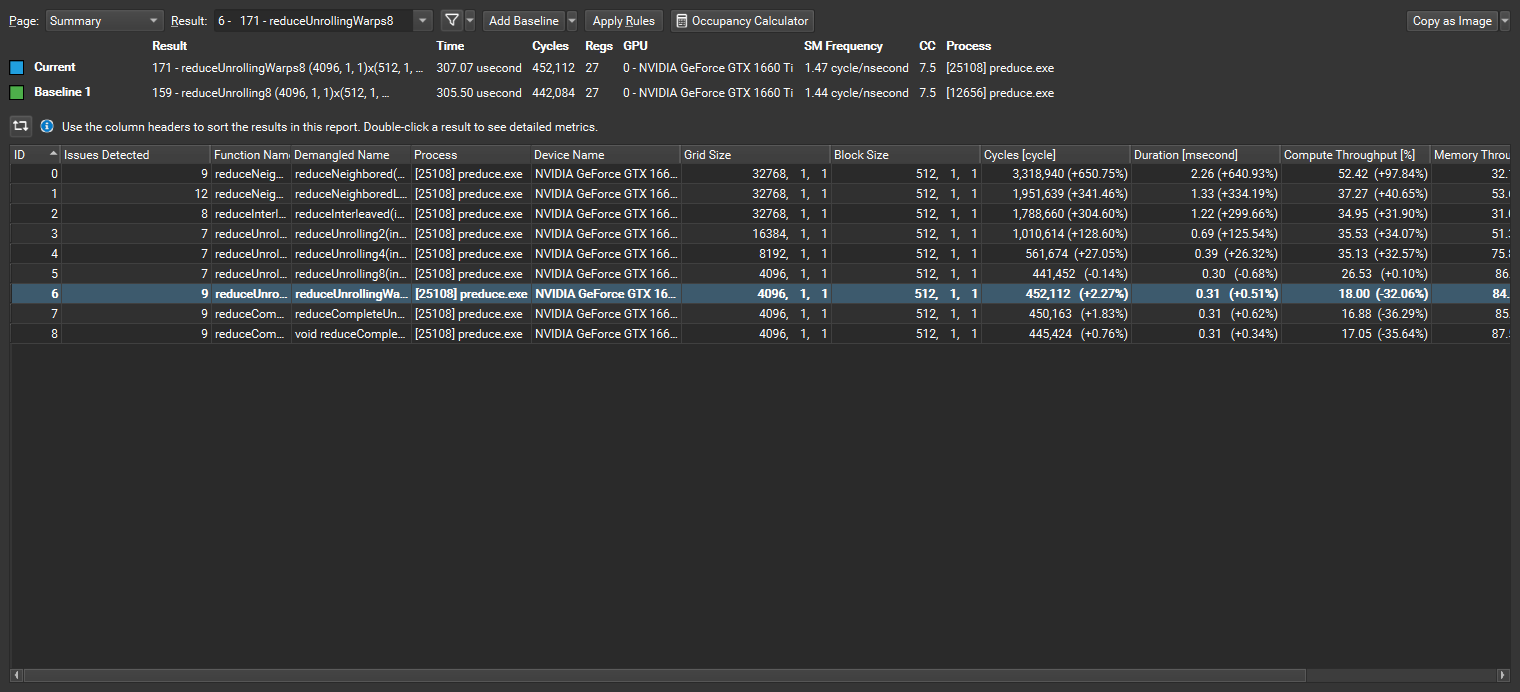 Page: Summary Result: 6 - 171 - reduceUnrollingWarps8 Add Baseline Apply Rules Occupancy Calculator Copy as Image
Result Time Cycles Regs GPU SM Frequency CC Process
Current 171 - reduceUnrollingWarps8 (4096, 1, 1)x(512, 1, ... 307.07 usecond 452,112 27 0 - NVIDIA GeForce GTX 1660 Ti 1.47 cycle/nsecond 7.5 [25108] preduce.exe
Baseline 1 159 - reduceUnrolling8 (4096, 1, 1)x(512, 1, ... 305.50 usecond 442,084 27 0 - NVIDIA GeForce GTX 1660 Ti 1.44 cycle/nsecond 7.5 [12656] preduce.exe
Use the column headers to sort the results in this report. Double-click a result to see detailed metrics.
ID Issues Detected Function Name Demangled Name Process Device Name Grid Size Block Size Cycles [cycle] Duration [msecond] Compute Throughput [%] Memory Throu
0 9 reduceNeig... reduceNeighbored(... [25108] preduce.exe NVIDIA GeForce GTX 166... 32768, 1, 1 512, 1, 1 3,318,940 (+650.75%) 2.26 (+640.93%) 52.42 (+97.84%) 32.
1 12 reduceNeig... reduceNeighboredL... [25108] preduce.exe NVIDIA GeForce GTX 166... 32768, 1, 1 512, 1, 1 1,951,639 (+341.46%) 1.33 (+334.19%) 37.27 (+40.65%) 53.
2 8 reduceInterl... reduceInterleaved(i... [25108] preduce.exe NVIDIA GeForce GTX 166... 32768, 1, 1 512, 1, 1 1,788,660 (+304.60%) 1.22 (+299.66%) 34.95 (+31.90%) 31.
3 7 reduceUnrol... reduceUnrolling2(in... [25108] preduce.exe NVIDIA GeForce GTX 166... 16384, 1, 1 512, 1, 1 1,010,614 (+128.60%) 0.69 (+125.54%) 35.53 (+34.07%) 51.
4 7 reduceUnrol... reduceUnrolling4(in... [25108] preduce.exe NVIDIA GeForce GTX 166... 8192, 1, 1 512, 1, 1 561,674 (+27.05%) 0.39 (+26.32%) 35.13 (+32.57%) 75.
5 7 reduceUnrol... reduceUnrolling8(in... [25108] preduce.exe NVIDIA GeForce GTX 166... 4096, 1, 1 512, 1, 1 441,452 (-0.14%) 0.30 (-0.68%) 26.53 (+0.10%) 86.
6 9 reduceUnro... reduceUnrollingWa... [25108] preduce.exe NVIDIA GeForce GTX 16... 4096, 1, 1 512, 1, 1 452,112 (+2.27%) 0.31 (+0.51%) 18.00 (-32.06%) 84.
7 9 reduceCom... reduceCompleteUn... [25108] preduce.exe NVIDIA GeForce GTX 166... 4096, 1, 1 512, 1, 1 450,163 (+1.83%) 0.31 (+0.62%) 16.88 (-36.29%) 85.
8 9 reduceCom... void reduceComple... [25108] preduce.exe NVIDIA GeForce GTX 166... 4096, 1, 1 512, 1, 1 445,424 (+0.76%) 0.31 (+0.34%) 17.05 (-35.64%) 87.